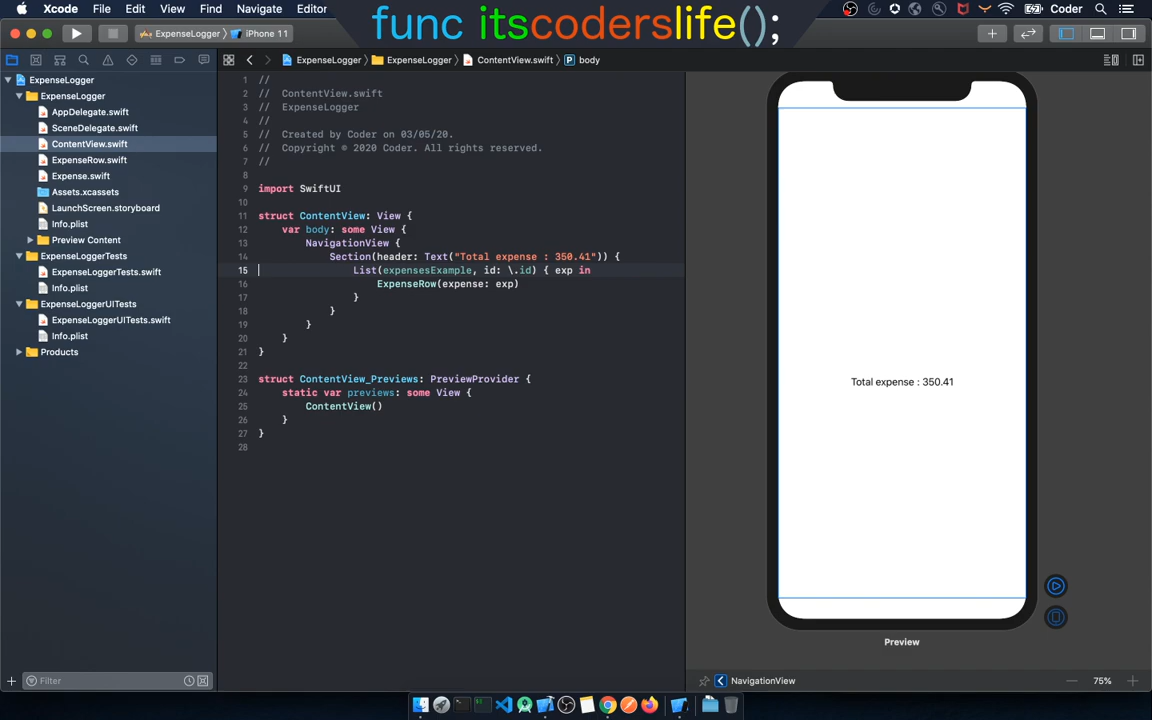 Xcode File Edit View Find Navigate Editor
func itscoderslife();
Coder
ExpenseLogger 〉 iPhone 11
ExpenseLogger 〉 ExpenseLogger 〉 ContentView.swift 〉 P body
ExpenseLogger
ExpenseLogger
AppDelegate.swift
SceneDelegate.swift
ContentView.swift
ExpenseRow.swift
Expense.swift
Assets.xcassets
LaunchScreen.storyboard
Info.plist
Preview Content
ExpenseLoggerTests
ExpenseLoggerTests.swift
Info.plist
ExpenseLoggerUITests
ExpenseLoggerUITests.swift
Info.plist
Products
Filter
1 //
2 // ContentView.swift
3 // ExpenseLogger
4 //
5 // Created by Coder on 03/05/20.
6 // Copyright © 2020 Coder. All rights reserved.
7 //
8
9 import SwiftUI
10
11 struct ContentView: View {
12 var body: some View {
13 NavigationView {
14 Section(header: Text("Total expense : 350.41")) {
15 List(expensesExample, id: \.id) { exp in
16 ExpenseRow(expense: exp)
17 }
18 }
19 }
20 }
21 }
22
23 struct ContentView_Previews: PreviewProvider {
24 static var previews: some View {
25 ContentView()
26 }
27 }
28
Total expense : 350.41
Preview
NavigationView
75%